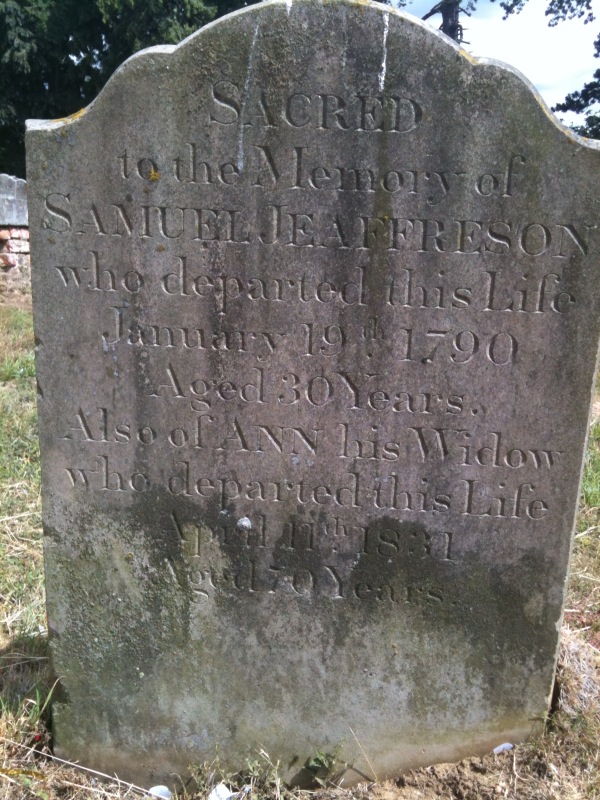 SACRED
to the Memory of
SAMUEL JEAFFRESON
who departed this Life
January 19th. 1790
Aged 30 Years.
Also of ANN his Widow
who departed this Life
April 11th. 1831
Aged 70 Years.